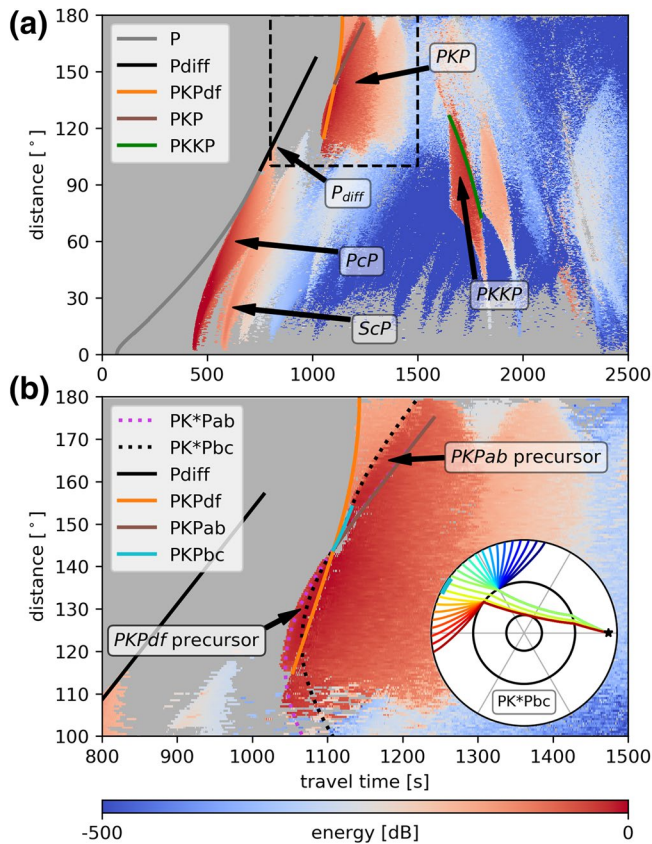 (a)
180
150
120
90
60
30
0
distance [°]
P
Pdiff
PKPdf
PKP
PKKP
PKP
Pdiff
PcP
ScP
PKKP
0 500 1000 1500 2000 2500
(b)
180
170
160
150
140
130
120
110
100
distance [°]
PK*Pab
PK*Pbc
Pdiff
PKPdf
PKPab
PKPbc
PKPab precursor
PKPdf precursor
PK*Pbc
800 900 1000 1100 1200 1300 1400 1500
travel time [s]
-500 energy [dB] 0